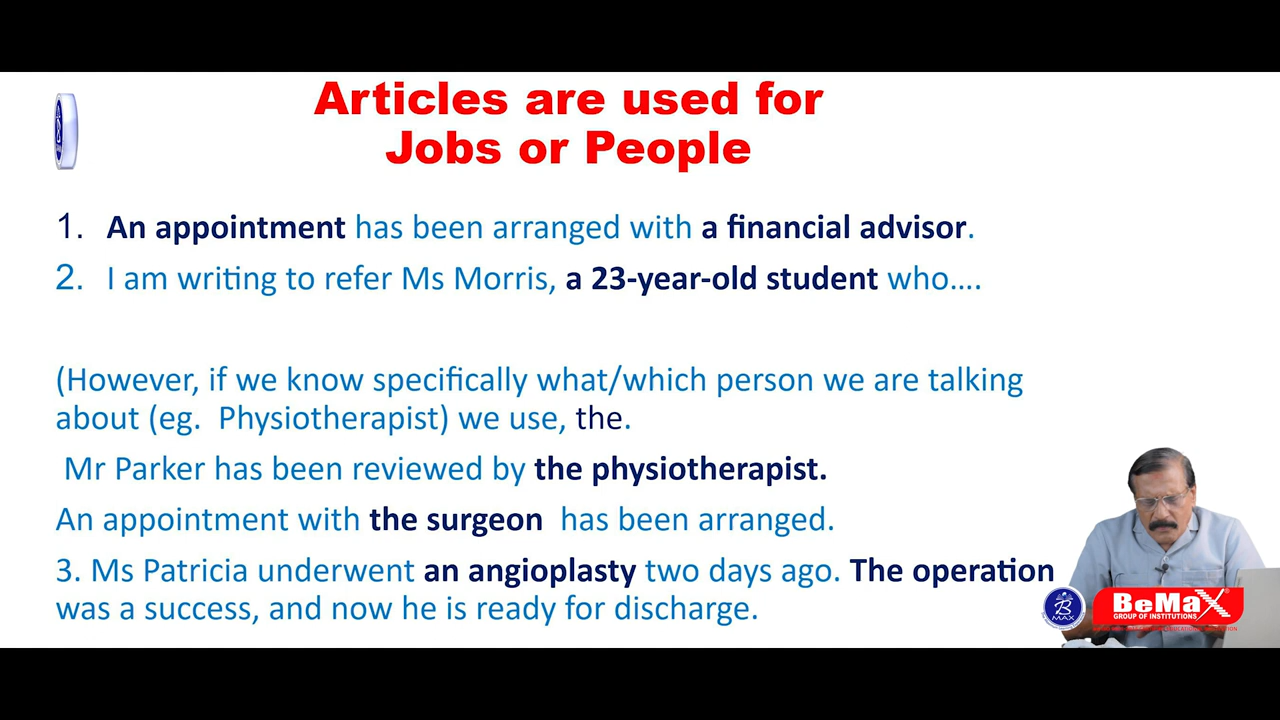 Articles are used for
Jobs or People
1. An appointment has been arranged with a financial advisor.
2. I am writing to refer Ms Morris, a 23-year-old student who....
(However, if we know specifically what/which person we are talking
about (eg. Physiotherapist) we use, the.
Mr Parker has been reviewed by the physiotherapist.
An appointment with the surgeon has been arranged.
3. Ms Patricia underwent an angioplasty two days ago. The operation
was a success, and now he is ready for discharge.
B
MAX
BeMaX
GROUP OF INSTITUTIONS